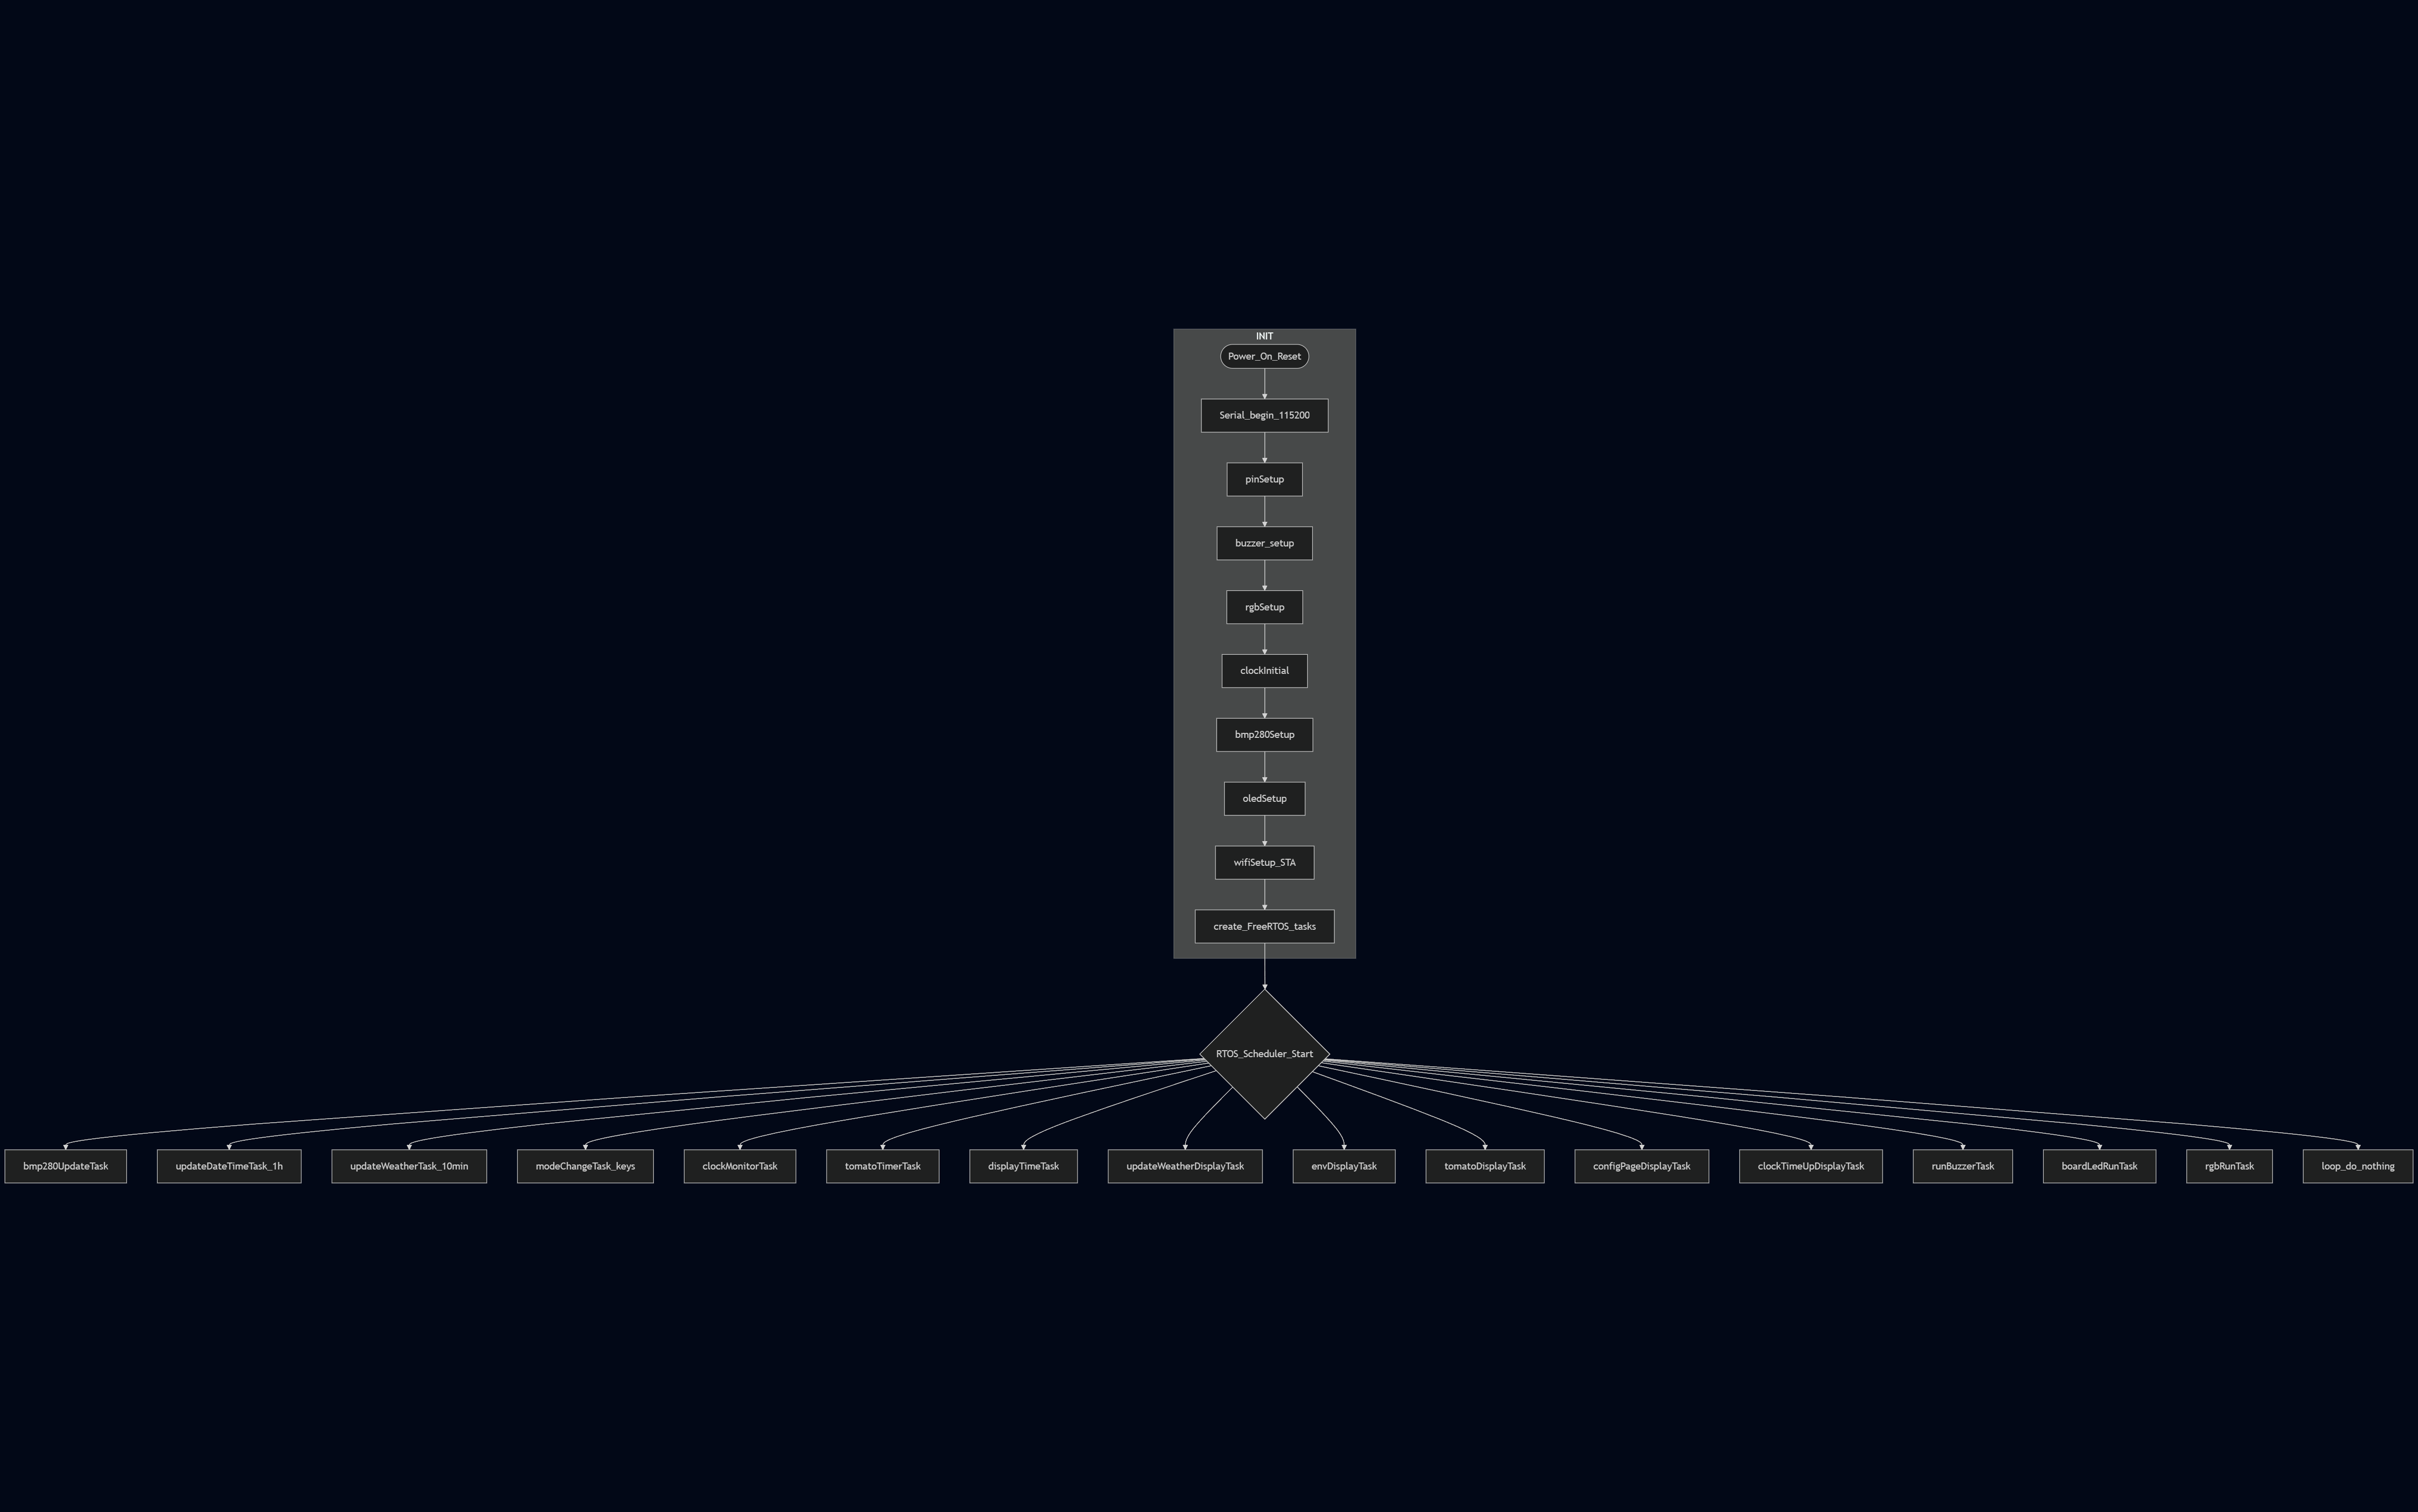 INIT
Power_On_Reset
Serial_begin_115200
pinSetup
buzzer_setup
rgbSetup
clockInitial
bmp280Setup
oledSetup
wifiSetup_STA
create_FreeRTOS_tasks
RTOS_Scheduler_Start
bmp280UpdateTask
updateDateTimeTask_1h
updateWeatherTask_10min
modeChangeTask_keys
clockMonitorTask
tomatoTimerTask
displayTimeTask
updateWeatherDisplayTask
envDisplayTask
tomatoDisplayTask
configPageDisplayTask
clockTimeUpDisplayTask
runBuzzerTask
boardLedRunTask
rgbRunTask
loop_do_nothing